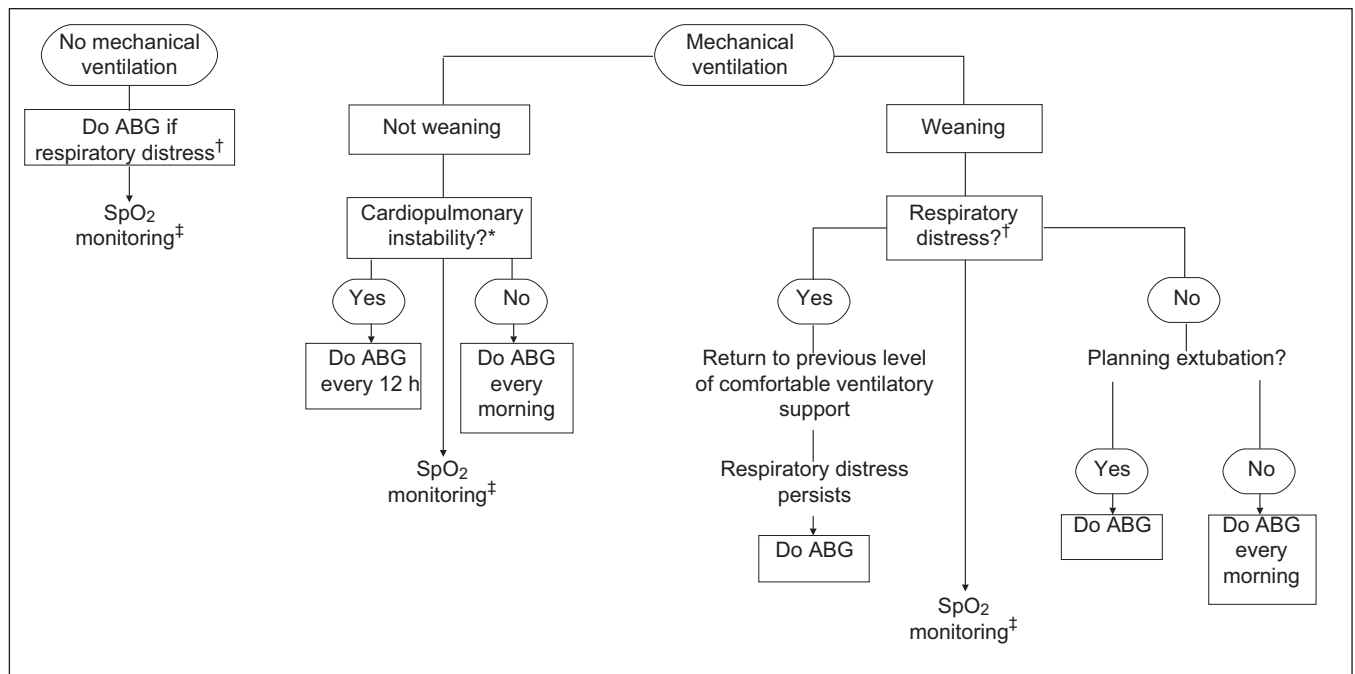 No mechanical
ventilation
Do ABG if
respiratory distress†
SpO2
monitoring‡
Mechanical
ventilation
Not weaning
Cardiopulmonary
instability?*
Yes
Do ABG
every 12 h
No
Do ABG
every
morning
SpO2
monitoring‡
Weaning
Respiratory
distress?†
Yes
Return to previous level
of comfortable ventilatory
support
Respiratory distress
persists
Do ABG
SpO2
monitoring‡
No
Planning extubation?
Yes
Do ABG
No
Do ABG
every
morning